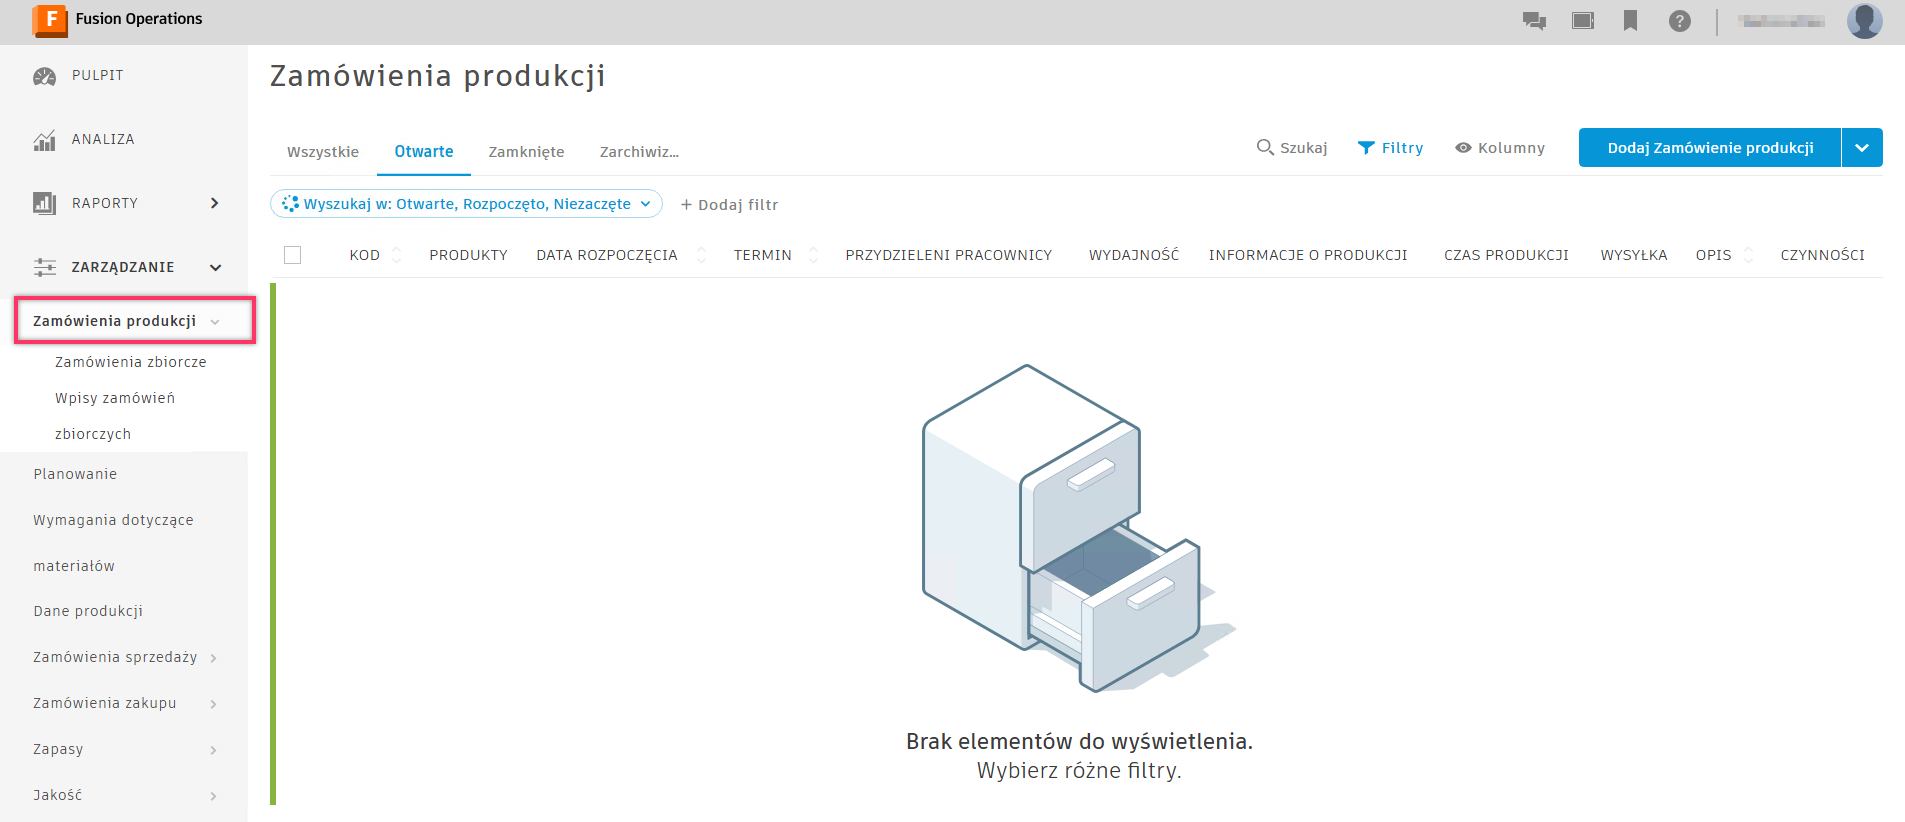 F Fusion Operations
PULPIT
ANALIZA
RAPORTY
ZARZĄDZANIE
Zamówienia produkcji
Zamówienia zbiorcze
Wpisy zamówień
zbiorczych
Planowanie
Wymagania dotyczące
materiałów
Dane produkcji
Zamówienia sprzedaży
Zamówienia zakupu
Zapasy
Jakość
Zamówienia produkcji
Wszystkie Otwarte Zamknięte Zarchiwiz... Szukaj Filtry Kolumny Dodaj Zamówienie produkcji
Wyszukaj w: Otwarte, Rozpoczęto, Niezaczęte + Dodaj filtr
KOD PRODUKTY DATA ROZPOCZĘCIA TERMIN PRZYDZIELENI PRACOWNICY WYDAJNOŚĆ INFORMACJE O PRODUKCJI CZAS PRODUKCJI WYSYŁKA OPIS CZYNNOŚCI
Brak elementów do wyświetlenia.
Wybierz różne filtry.